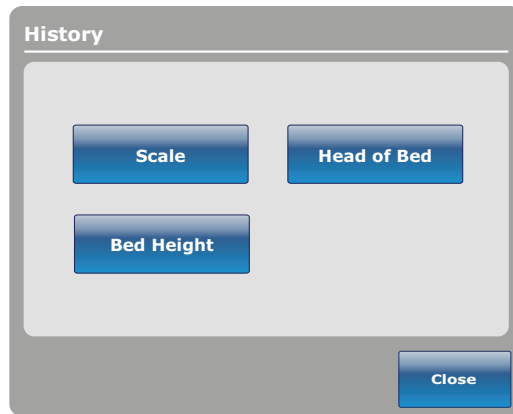 History
Scale
Head of Bed
Bed Height
Close